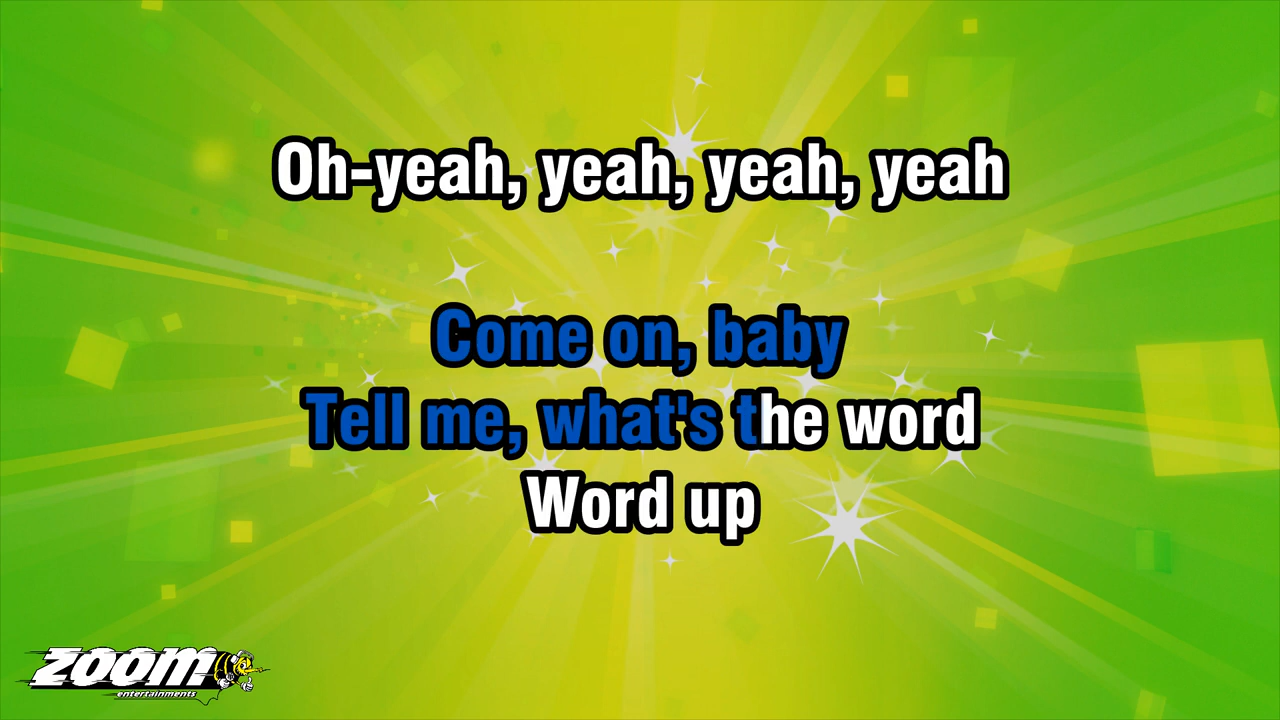 Oh-yeah, yeah, yeah, yeah
Come on, baby
Tell me, what's the word
Word up
zoom
entertainments